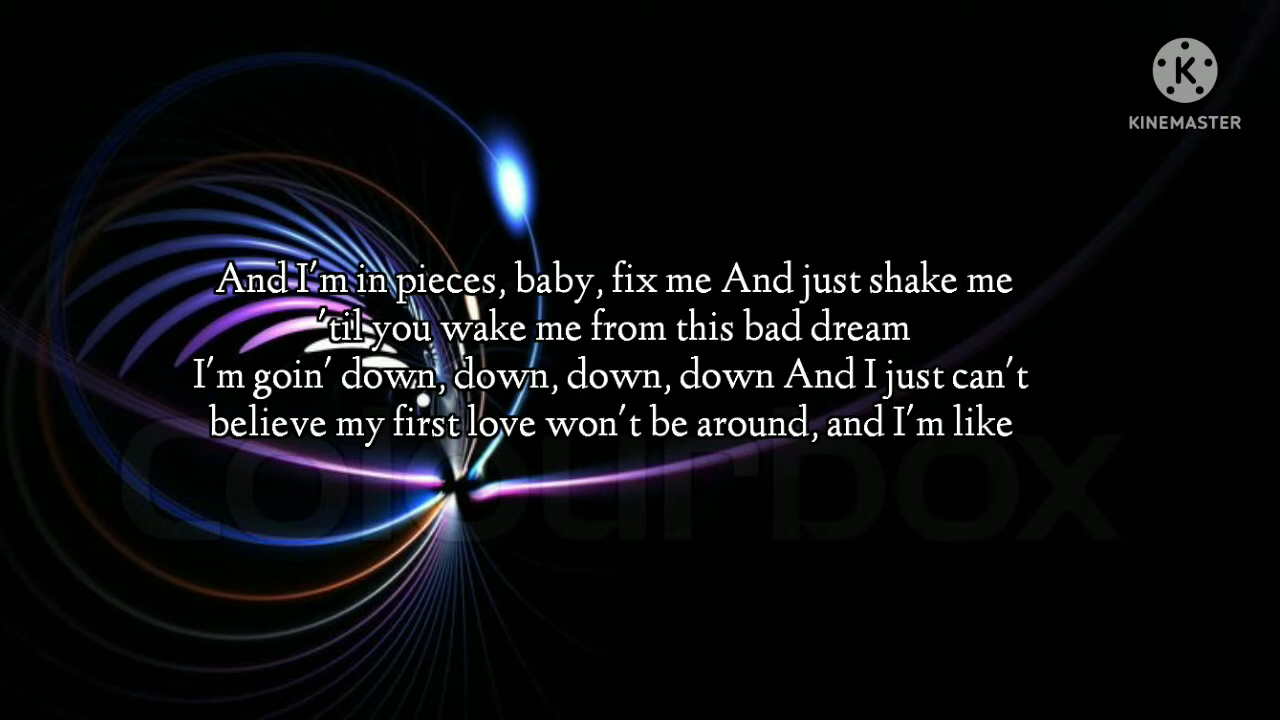 KINEMASTER
And I'm in pieces, baby, fix me And just shake me
'til you wake me from this bad dream
I'm goin' down, down, down, down And I just can't
believe my first love won't be around, and I'm like
Colourbox